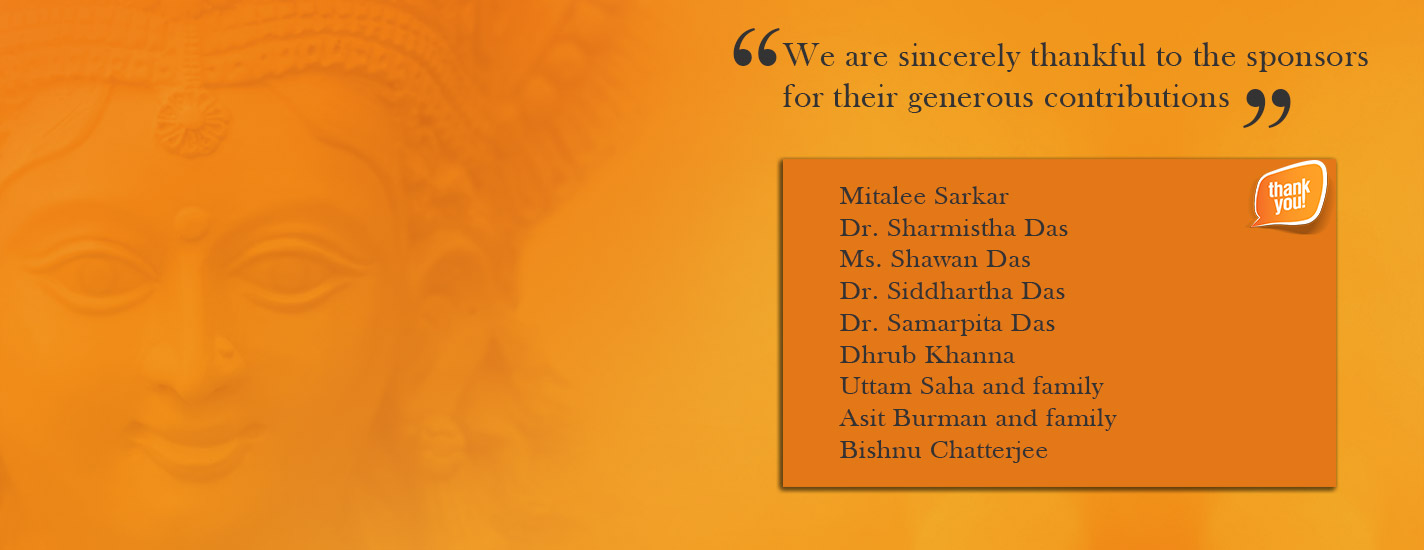 “We are sincerely thankful to the sponsors
for their generous contributions ”
thank
you!
Mitalee Sarkar
Dr. Sharmistha Das
Ms. Shawan Das
Dr. Siddhartha Das
Dr. Samarpita Das
Dhrub Khanna
Uttam Saha and family
Asit Burman and family
Bishnu Chatterjee